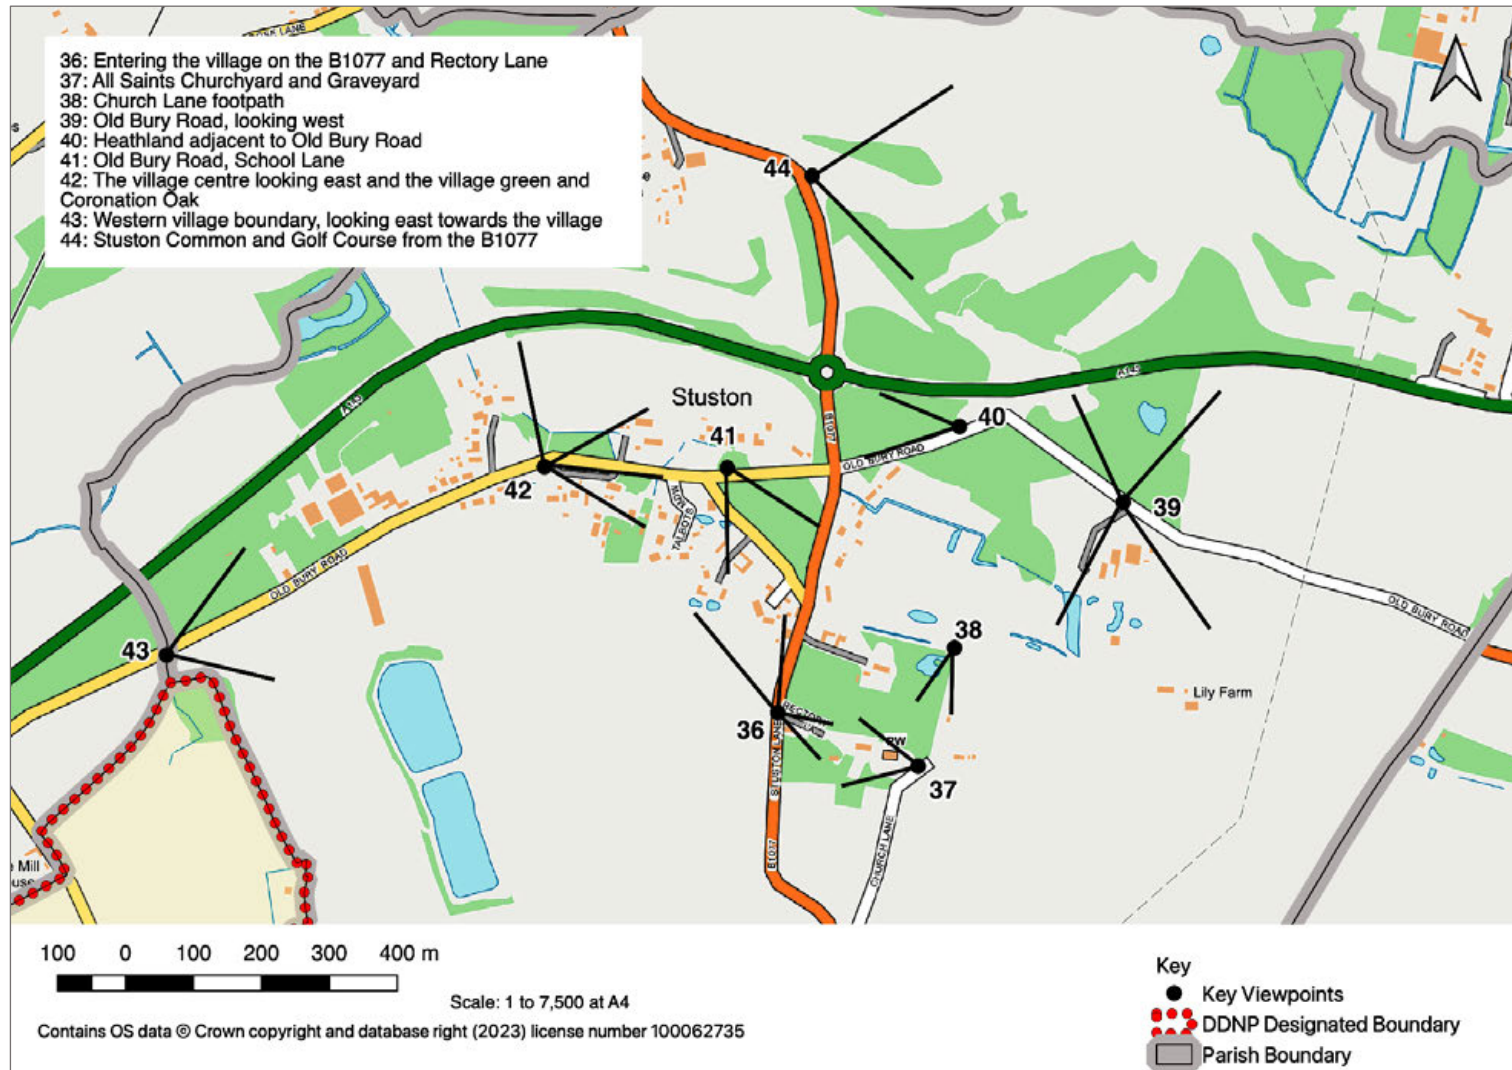 36: Entering the village on the B1077 and Rectory Lane
37: All Saints Churchyard and Graveyard
38: Church Lane footpath
39: Old Bury Road, looking west
40: Heathland adjacent to Old Bury Road
41: Old Bury Road, School Lane
42: The village centre looking east and the village green and
Coronation Oak
43: Western village boundary, looking east towards the village
44: Stuston Common and Golf Course from the B1077
44
Stuston
A143
A143
B1077
40
41
42
OLD BURY ROAD
39
TALBOTS MDW
OLD BURY ROAD
OLD BURY ROAD
43
38
Lily Farm
36
RECTORY
PW
37
STUSTON LANE
CHURCH LANE
Mill
100 0 100 200 300 400 m
Scale: 1 to 7,500 at A4
Contains OS data © Crown copyright and database right (2023) license number 100062735
Key
Key Viewpoints
DDNP Designated Boundary
Parish Boundary